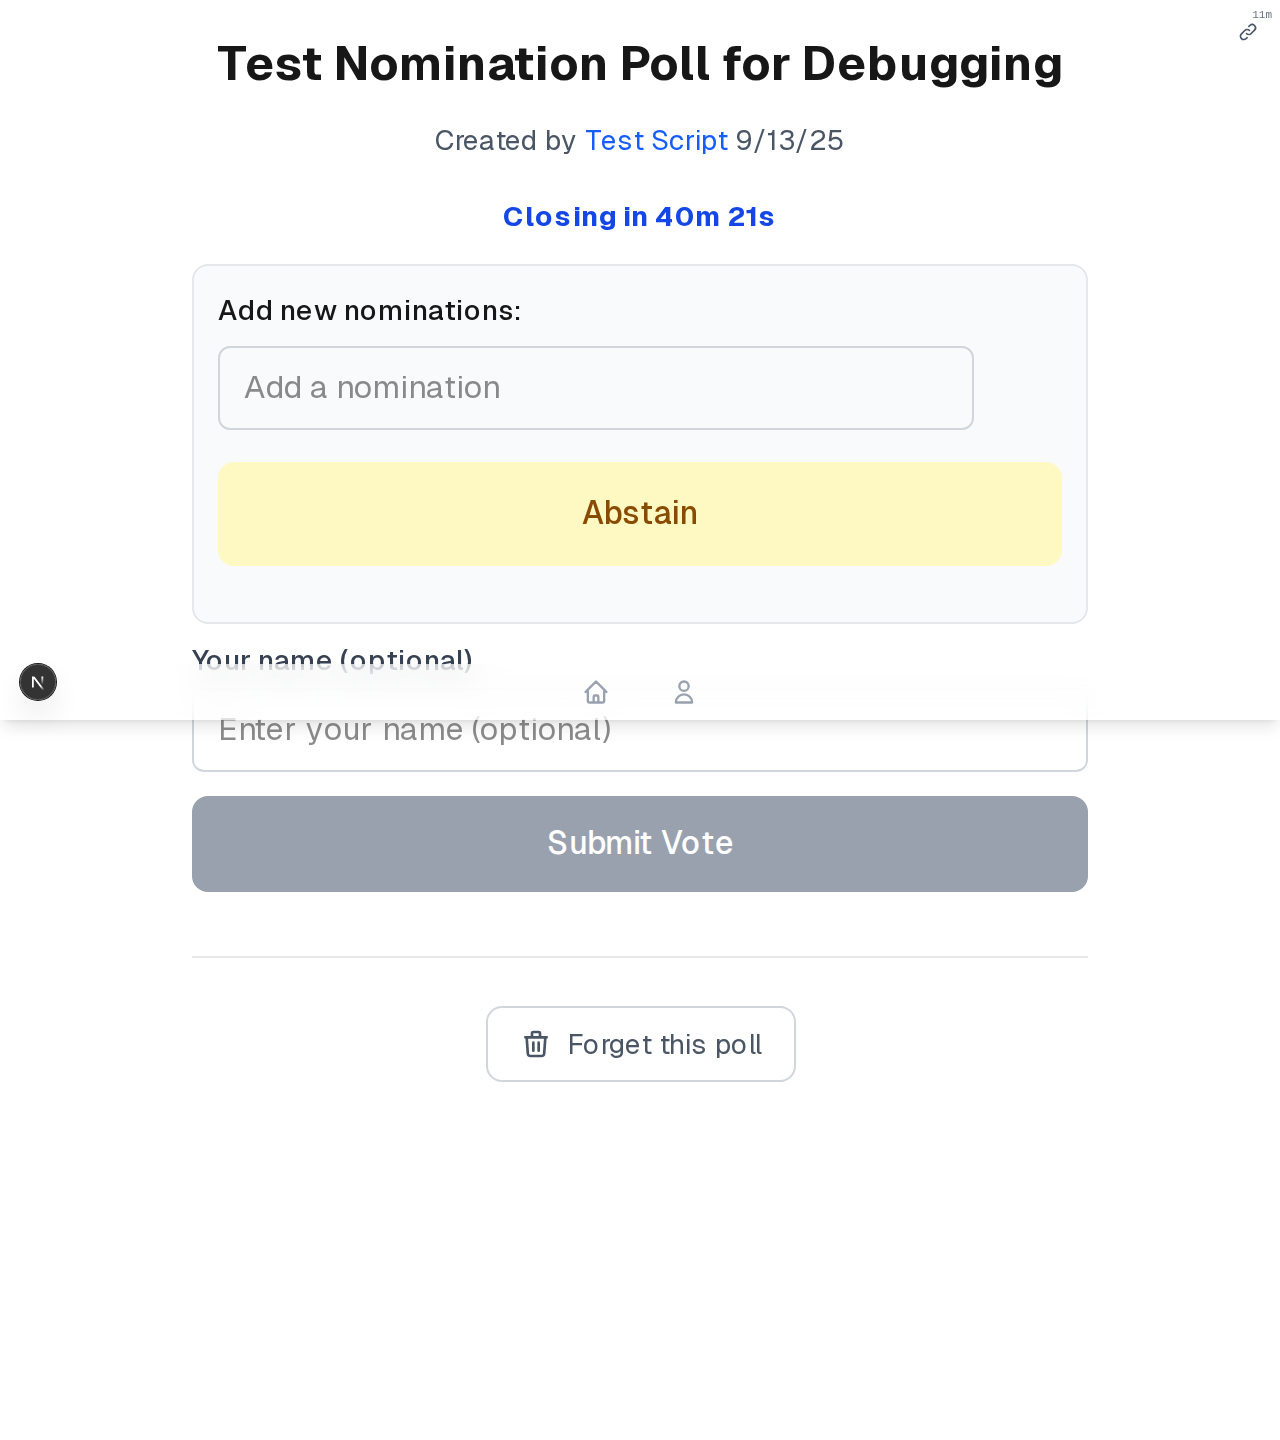 11m
Test Nomination Poll for Debugging
Created by Test Script 9/13/25
Closing in 40m 21s
Add new nominations:
Add a nomination
Abstain
Your name (optional)
N
Enter your name (optional)
Submit Vote
Forget this poll